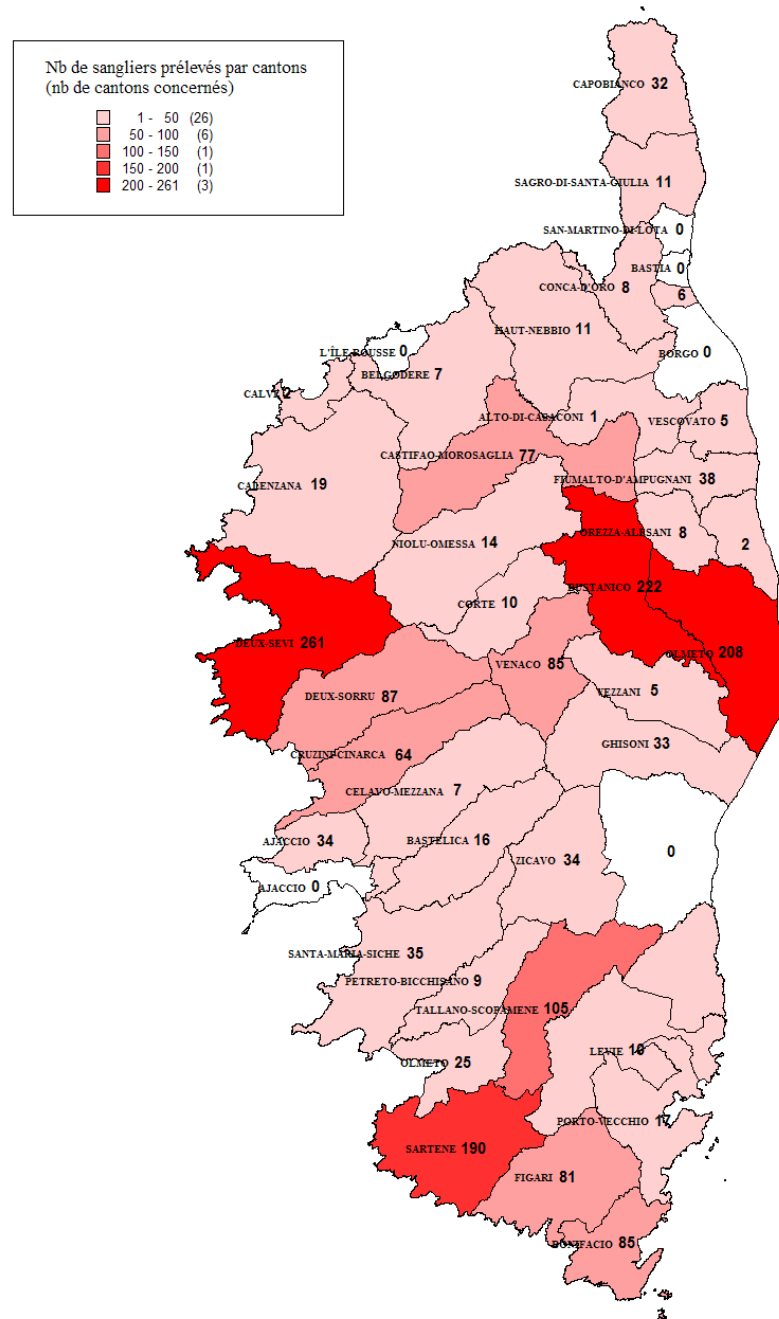 Nb de sangliers prélevés par cantons
(nb de cantons concernés)
1 - 50 (26)
50 - 100 (6)
100 - 150 (1)
150 - 200 (1)
200 - 261 (3)
CAPOBIANCO 32
SAGRO-DI-SANTA-GIULIA 11
SAN-MARTINO-DI-LOTA 0
BASTIA 0
CONCA-D'ORO 8
6
HAUT-NEBBIO 11
L'ÎLE-ROUSSE 0
BORGO 0
BELGODERE 7
CALVI 2
ALTO-DI-CASACONI 1
VESCOVATO 5
CASTIFAO-MOROSAGLIA 77
FIUMALTO-D'AMPUGNANI 38
CALENZANA 19
OREZZA-ALESANI 8
NIOLU-OMESSA 14
2
BUSTANICO 222
CORTE 10
DEUX-SEVI 261
OLMETO 208
VENACO 85
VEZZANI 5
DEUX-SORRU 87
GHISONI 33
CRUZINI-CINARCA 64
CELAVO-MEZZANA 7
AJACCIO 34
BASTELICA 16
0
ZICAVO 34
AJACCIO 0
SANTA-MARIA-SICHE 35
PETRETO-BICCHISANO 9
TALLANO-SCOPAMENE 105
LEVIE 10
OLMETO 25
PORTO-VECCHIO 17
SARTENE 190
FIGARI 81
BONIFACIO 85